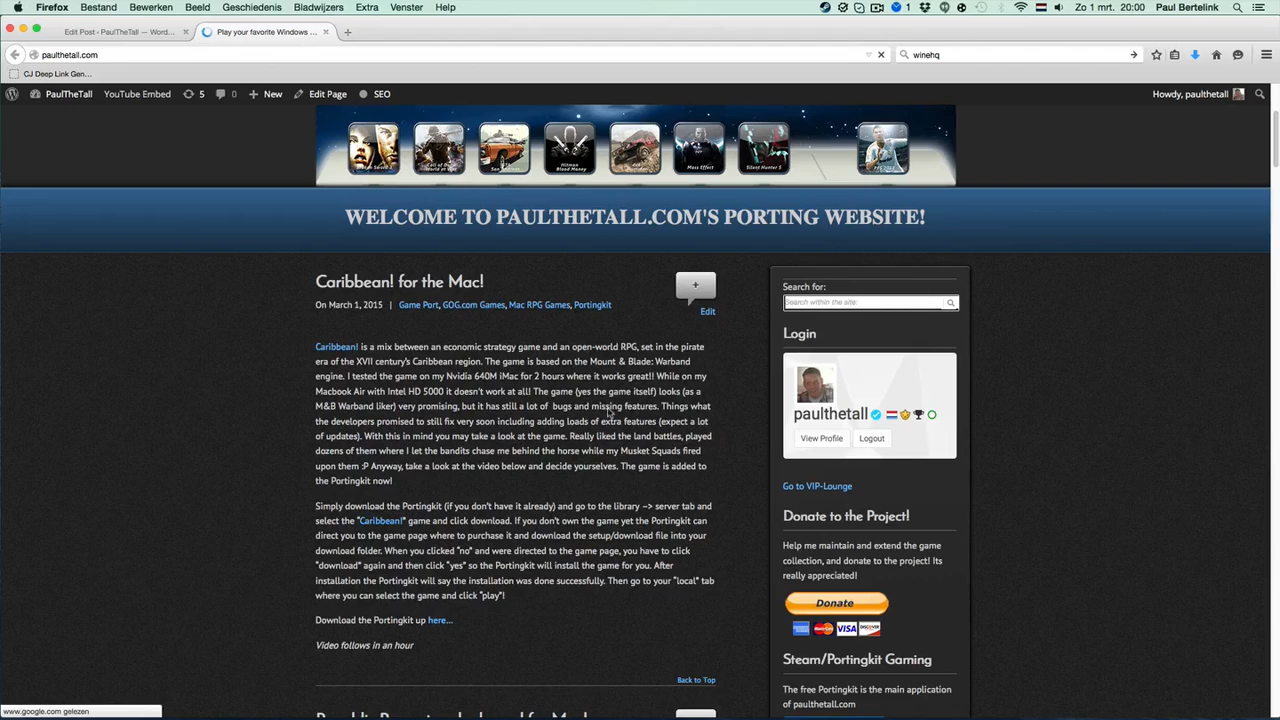 Firefox Bestand Bewerken Beeld Geschiedenis Bladwijzers Extra Venster Help 1 Zo 1 mrt. 20:00 Paul Bertelink
Edit Post ‹ PaulTheTall — Word... Play your favorite Windows ...
paulthetall.com winehq
CJ Deep Link Gen...
PaulTheTall YouTube Embed 5 0 New Edit Page SEO Howdy, paulthetall
Hitman
Blood Money
Mass Effect
Silent Hunter 5
WELCOME TO PAULTHETALL.COM'S PORTING WEBSITE!
Caribbean! for the Mac!
+
On March 1, 2015 | Game Port, GOG.com Games, Mac RPG Games, Portingkit
Edit
Caribbean! is a mix between an economic strategy game and an open-world RPG, set in the pirate
era of the XVII century's Caribbean region. The game is based on the Mount & Blade: Warband
engine. I tested the game on my Nvidia 640M iMac for 2 hours where it works great!! While on my
Macbook Air with Intel HD 5000 it doesn't work at all! The game (yes the game itself) looks (as a
M&B Warband liker) very promising, but it has still a lot of bugs and missing features. Things what
the developers promised to still fix very soon including adding loads of extra features (expect a lot
of updates). With this in mind you may take a look at the game. Really liked the land battles, played
dozens of them where I let the bandits chase me behind the horse while my Musket Squads fired
upon them :P Anyway, take a look at the video below and decide yourselves. The game is added to
the Portingkit now!
Simply download the Portingkit (if you don't have it already) and go to the library –> server tab and
select the "Caribbean!" game and click download. If you don't own the game yet the Portingkit can
direct you to the game page where to purchase it and download the setup/download file into your
download folder. When you clicked "no" and were directed to the game page, you have to click
"download" again and then click "yes" so the Portingkit will install the game for you. After
installation the Portingkit will say the installation was done successfully. Then go to your "local" tab
where you can select the game and click "play"!
Download the Portingkit up here...
Video follows in an hour
Back to Top
Search for:
Search within the site:
Login
paulthetall
View Profile Logout
Go to VIP-Lounge
Donate to the Project!
Help me maintain and extend the game
collection, and donate to the project! Its
really appreciated!
Donate
VISA DISCOVER
Steam/Portingkit Gaming
The free Portingkit is the main application
of paulthetall.com
www.google.com gelezen